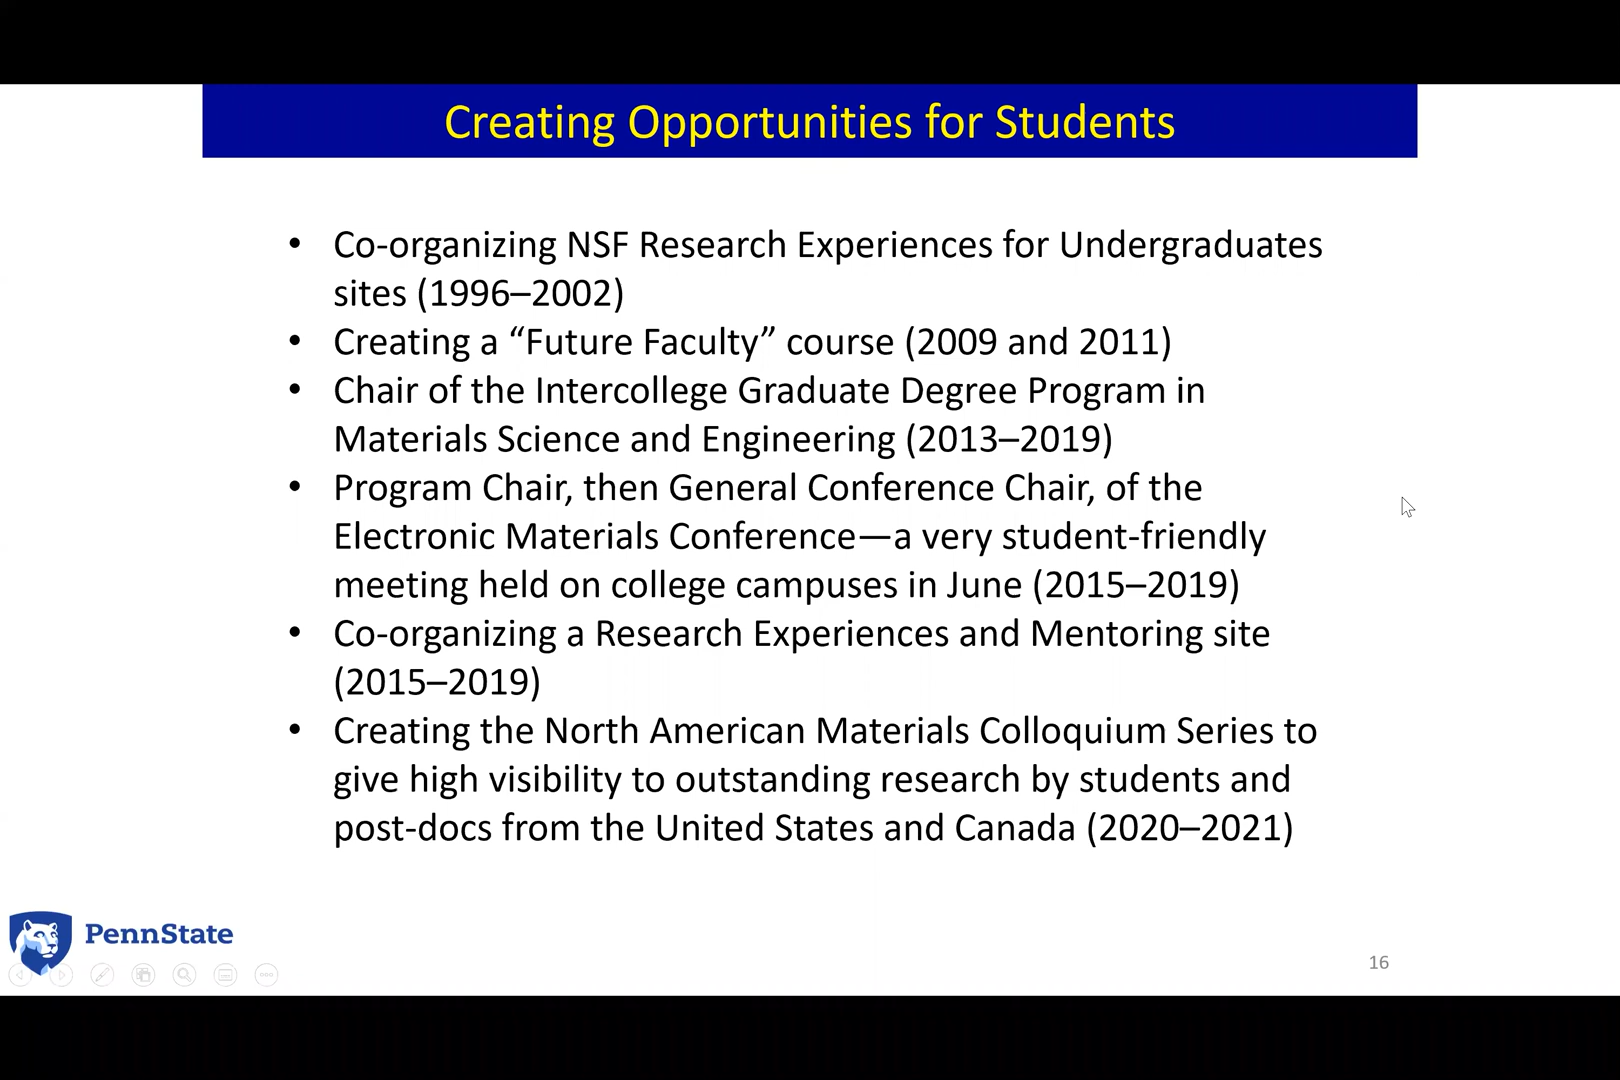 Creating Opportunities for Students
• Co-organizing NSF Research Experiences for Undergraduates
sites (1996–2002)
• Creating a “Future Faculty” course (2009 and 2011)
• Chair of the Intercollege Graduate Degree Program in
Materials Science and Engineering (2013–2019)
• Program Chair, then General Conference Chair, of the
Electronic Materials Conference—a very student-friendly
meeting held on college campuses in June (2015–2019)
• Co-organizing a Research Experiences and Mentoring site
(2015–2019)
• Creating the North American Materials Colloquium Series to
give high visibility to outstanding research by students and
post-docs from the United States and Canada (2020–2021)
PennState
16